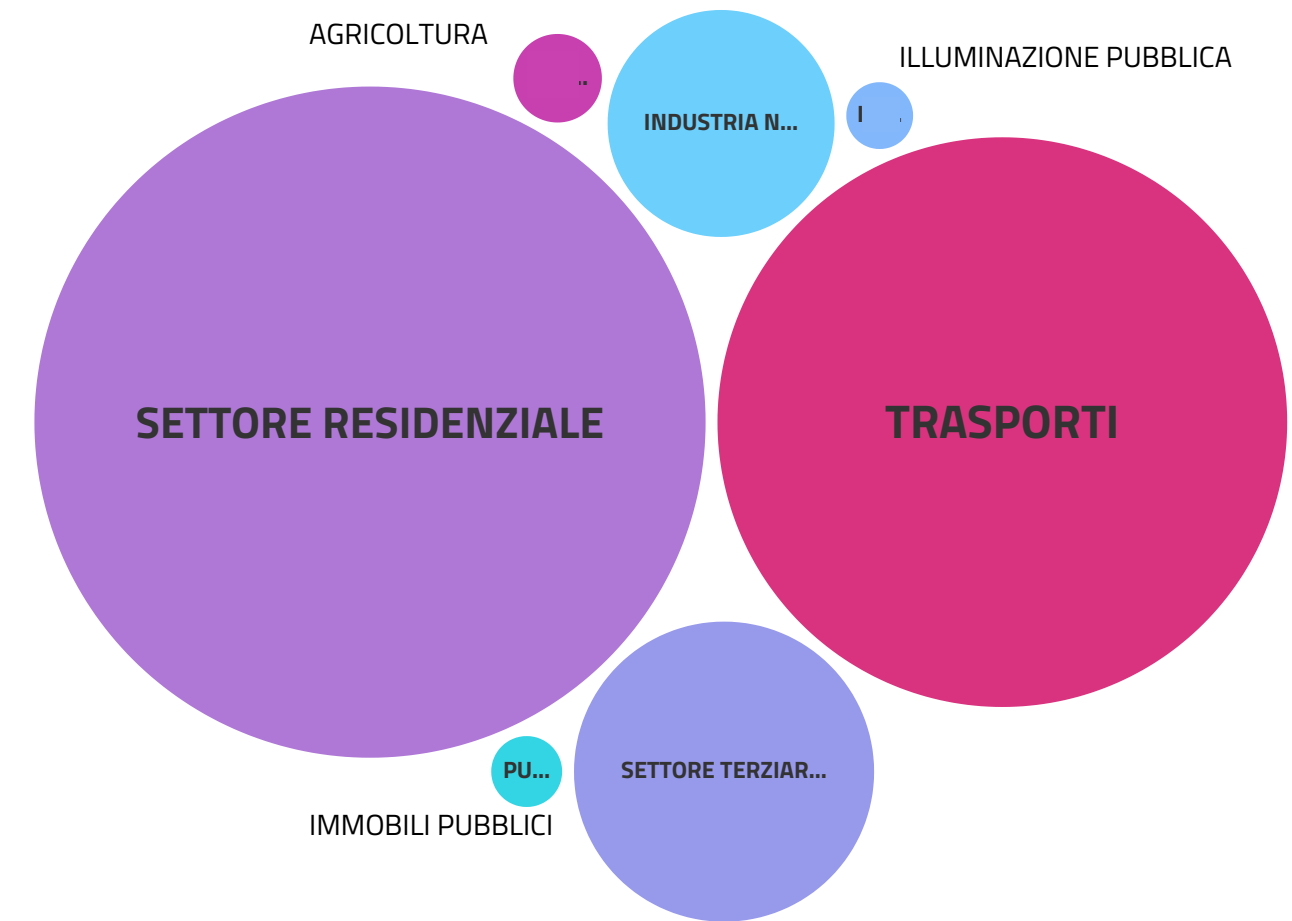 AGRICOLTURA
ILLUMINAZIONE PUBBLICA
..
INDUSTRIA N...
I .
SETTORE RESIDENZIALE
TRASPORTI
PU...
SETTORE TERZIAR...
IMMOBILI PUBBLICI